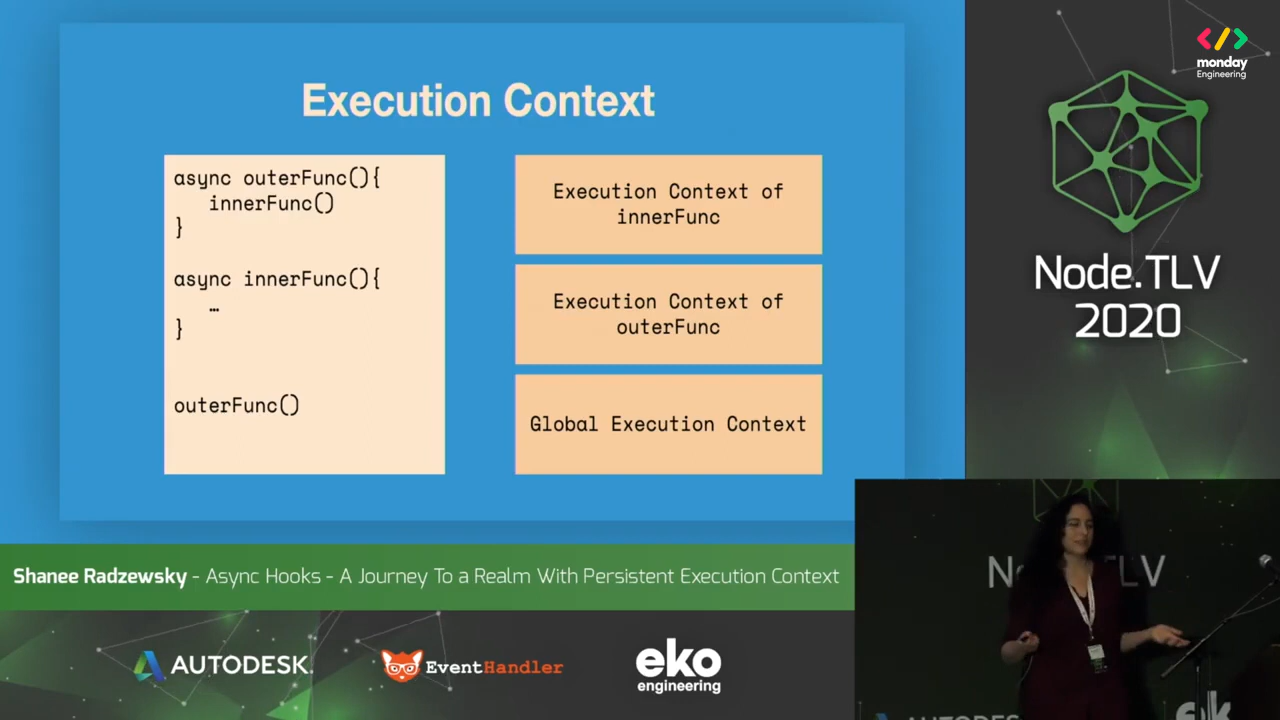 monday
Engineering
Execution Context
async outerFunc(){
innerFunc()
}
async innerFunc(){
…
}
outerFunc()
Execution Context of
innerFunc
Execution Context of
outerFunc
Global Execution Context
Node.TLV
2020
Shanee Radzewsky - Async Hooks - A Journey To a Realm With Persistent Execution Context
AUTODESK.
EventHandler
eko
engineering